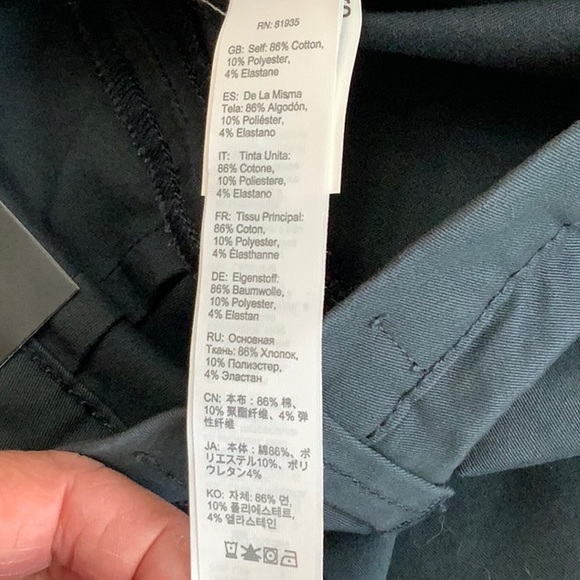 S
RN: 81935
GB: Self: 86% Cotton,
10% Polyester,
4% Elastane
ES: De La Misma
Tela: 86% Algodón,
10% Poliéster,
4% Elastano
IT: Tinta Unita:
86% Cotone,
10% Poliestere,
4% Elastano
FR: Tissu Principal:
86% Coton,
10% Polyester,
4% Élasthanne
DE: Eigenstoff:
86% Baumwolle,
10% Polyester,
4% Elastan
RU: Основная
Ткань: 86% Хлопок,
10% Полиэстер,
4% Эластан
CN: 本布：86% 棉,
10% 聚酯纤维、4% 弹
性纤维
JA: 本体：綿86%、ポ
リエステル10%、ポリ
ウレタン4%
KO: 자체: 86% 면,
10% 폴리에스테르,
4% 엘라스테인